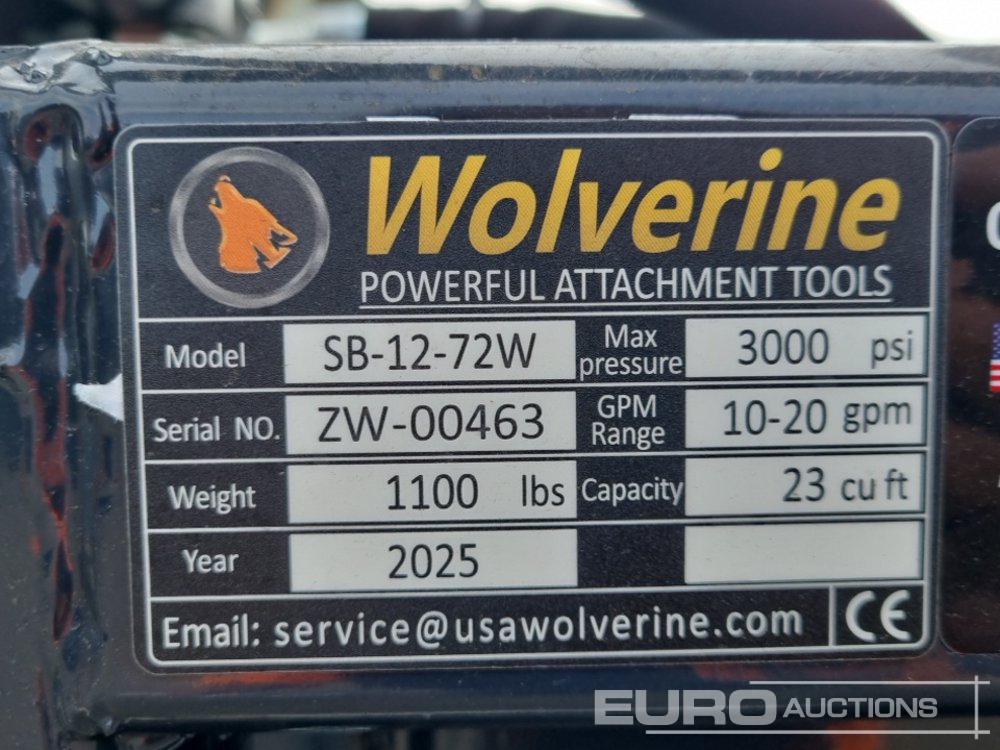 Wolverine
POWERFUL ATTACHMENT TOOLS
Model SB-12-72W Max pressure 3000 psi
Serial NO. ZW-00463 GPM Range 10-20 gpm
Weight 1100 lbs Capacity 23 cu ft
Year 2025
Email: service@usawolverine.com CE
EURO AUCTIONS